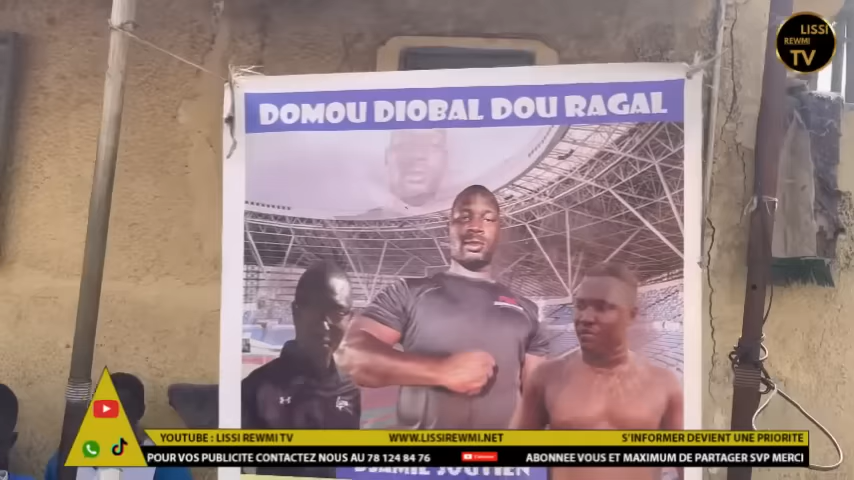 LISSI
REWMI
TV
DOMOU DIOBAL DOU RAGAL
YOUTUBE : LISSI REWMI TV WWW.LISSIREWMI.NET S'INFORMER DEVIENT UNE PRIORITE
POUR VOS PUBLICITE CONTACTEZ NOUS AU 78 124 84 76 ABONNEE VOUS ET MAXIMUM DE PARTAGER SVP MERCI
SOUTIEN